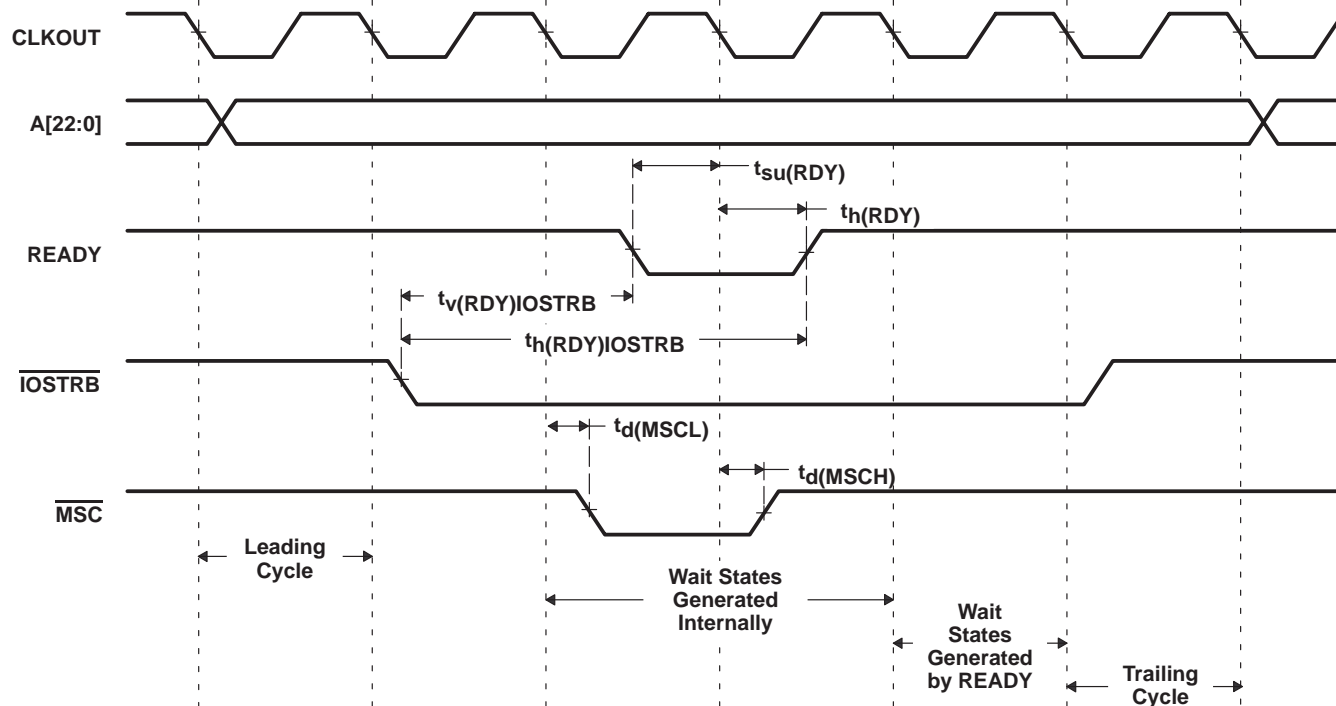 CLKOUT
A[22:0]
tsu(RDY)
th(RDY)
READY
tv(RDY)IOSTRB
th(RDY)IOSTRB
IOSTRB
td(MSCL)
td(MSCH)
MSC
Leading
Cycle
Wait States
Generated
Internally
Wait
States
Generated
by READY
Trailing
Cycle